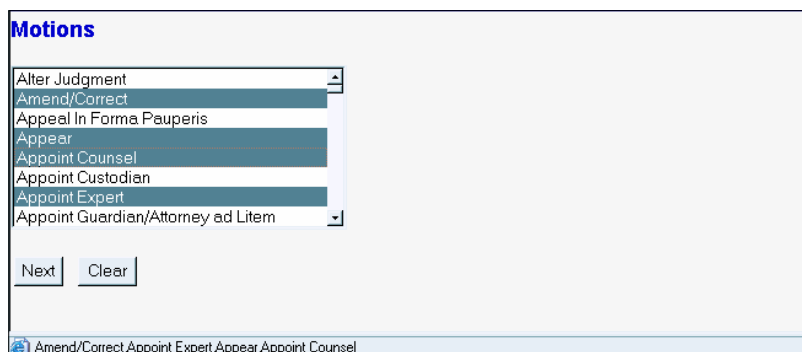 Motions
Alter Judgment
Amend/Correct
Appeal In Forma Pauperis
Appear
Appoint Counsel
Appoint Custodian
Appoint Expert
Appoint Guardian/Attorney ad Litem
Next Clear
Amend/Correct,Appoint Expert,Appear,Appoint Counsel